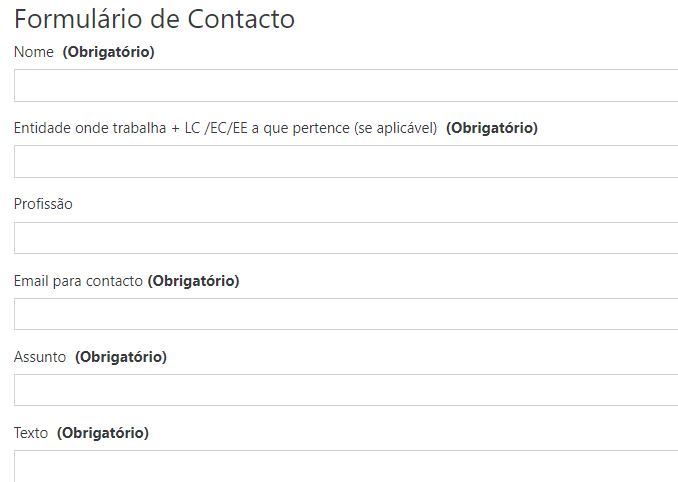 Formulário de Contacto
Nome (Obrigatório)
Entidade onde trabalha + LC /EC/EE a que pertence (se aplicável) (Obrigatório)
Profissão
Email para contacto (Obrigatório)
Assunto (Obrigatório)
Texto (Obrigatório)